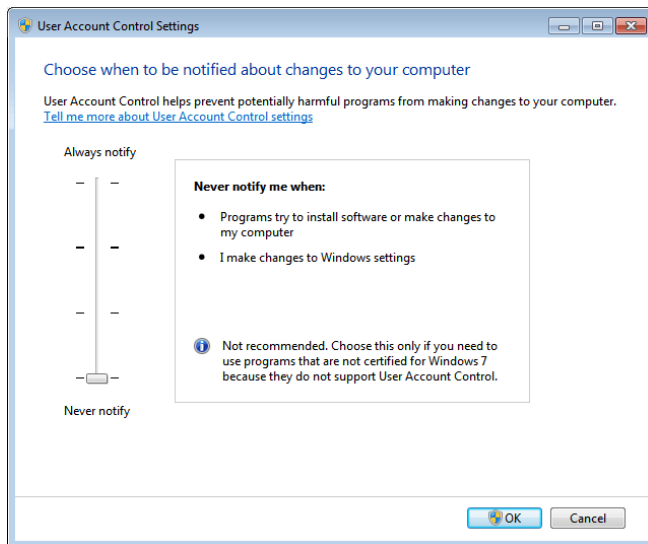 User Account Control Settings
Choose when to be notified about changes to your computer
User Account Control helps prevent potentially harmful programs from making changes to your computer.
Tell me more about User Account Control settings
Always notify
Never notify me when:
• Programs try to install software or make changes to
my computer
• I make changes to Windows settings
Not recommended. Choose this only if you need to
use programs that are not certified for Windows 7
because they do not support User Account Control.
Never notify
OK
Cancel